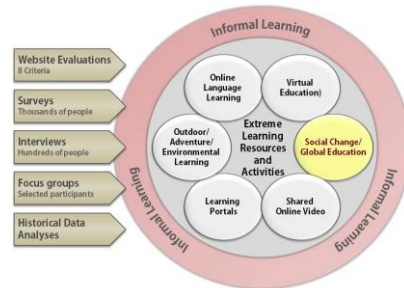 Informal Learning
Website Evaluations
8 Criteria
Surveys
Thousands of people
Interviews
Hundreds of people
Focus groups
Selected participants
Historical Data
Analyses
Online
Language
Learning
Virtual
Education)
Outdoor/
Adventure/
Environmental
Learning
Extreme
Learning
Resources
and
Activities
Social Change/
Global Education
Learning
Portals
Shared
Online Video
Informal Learning
Informal Learning